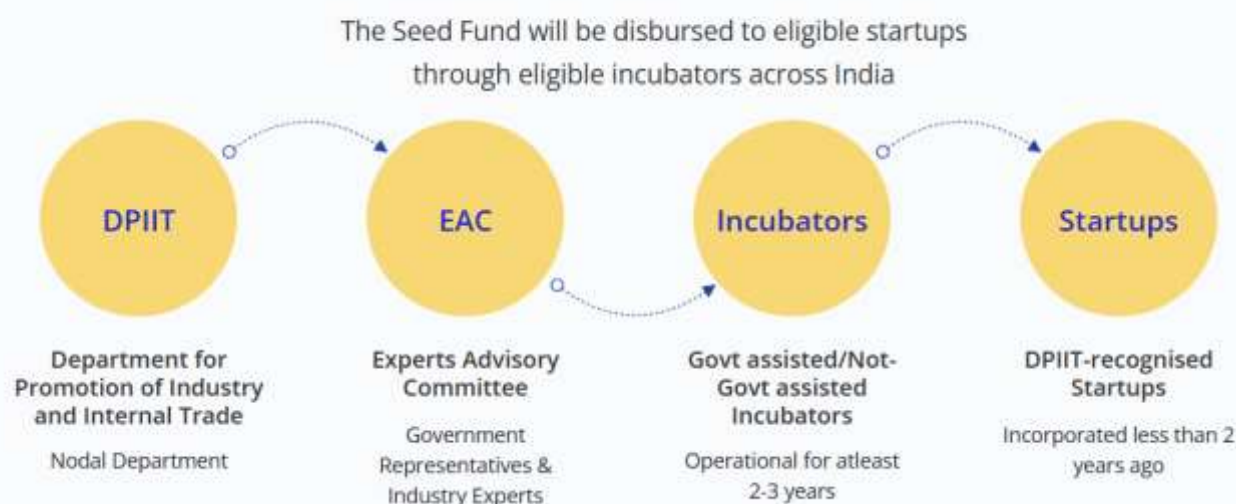 The Seed Fund will be disbursed to eligible startups
through eligible incubators across India
DPIIT
EAC
Incubators
Startups
Department for
Promotion of Industry
and Internal Trade
Nodal Department
Experts Advisory
Committee
Government
Representatives &
Industry Experts
Govt assisted/Not-
Govt assisted
Incubators
Operational for atleast
2-3 years
DPIIT-recognised
Startups
Incorporated less than 2
years ago